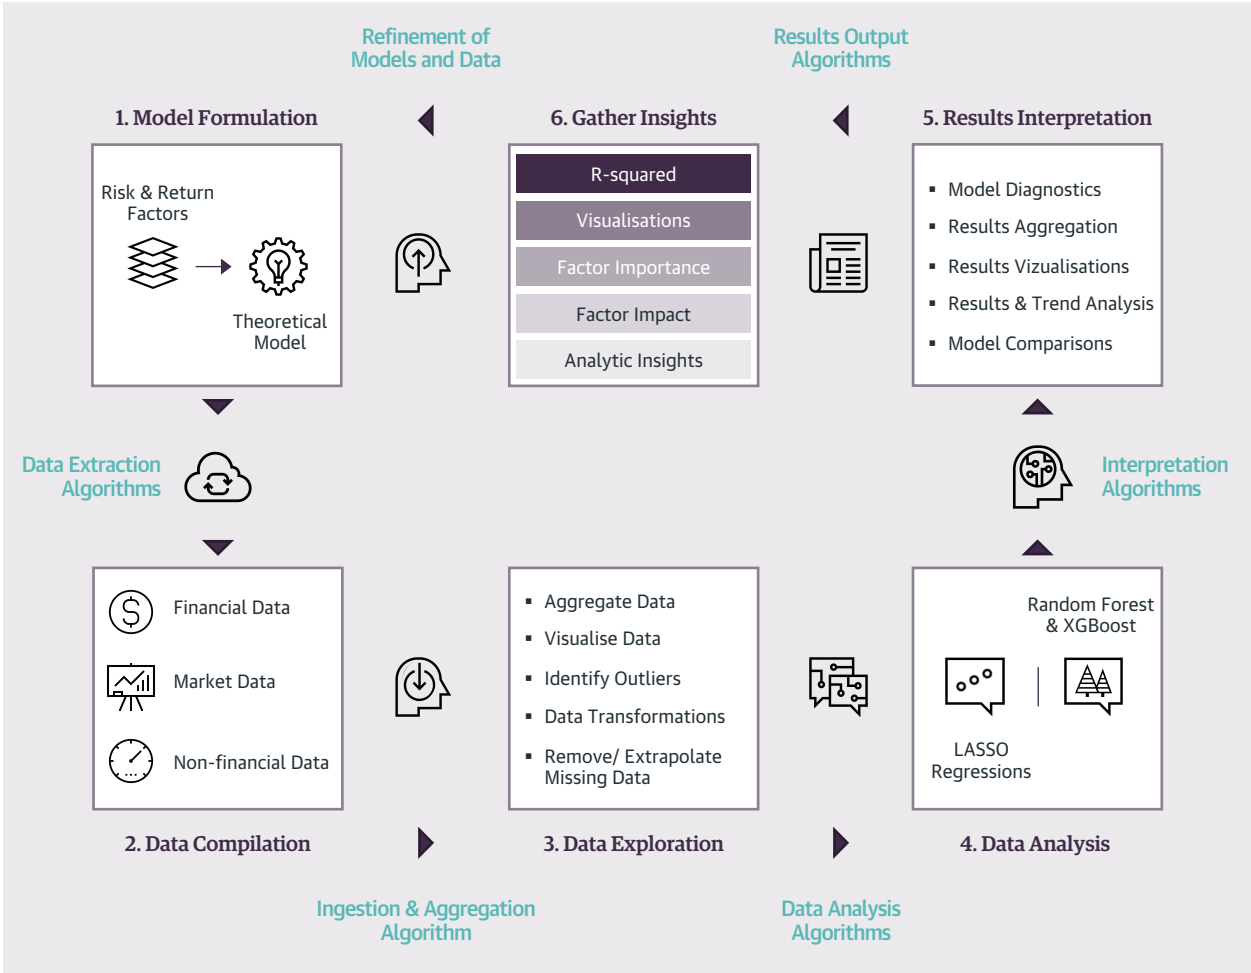 Refinement of
Models and Data
Results Output
Algorithms
1. Model Formulation
6. Gather Insights
5. Results Interpretation
Risk & Return
Factors
Theoretical
Model
R-squared
Visualisations
Factor Importance
Factor Impact
Analytic Insights
▪ Model Diagnostics
▪ Results Aggregation
▪ Results Vizualisations
▪ Results & Trend Analysis
▪ Model Comparisons
Data Extraction
Algorithms
Interpretation
Algorithms
$ Financial Data
Market Data
Non-financial Data
▪ Aggregate Data
▪ Visualise Data
▪ Identify Outliers
▪ Data Transformations
▪ Remove/ Extrapolate
Missing Data
Random Forest
& XGBoost
LASSO
Regressions
2. Data Compilation
3. Data Exploration
4. Data Analysis
Ingestion & Aggregation
Algorithm
Data Analysis
Algorithms